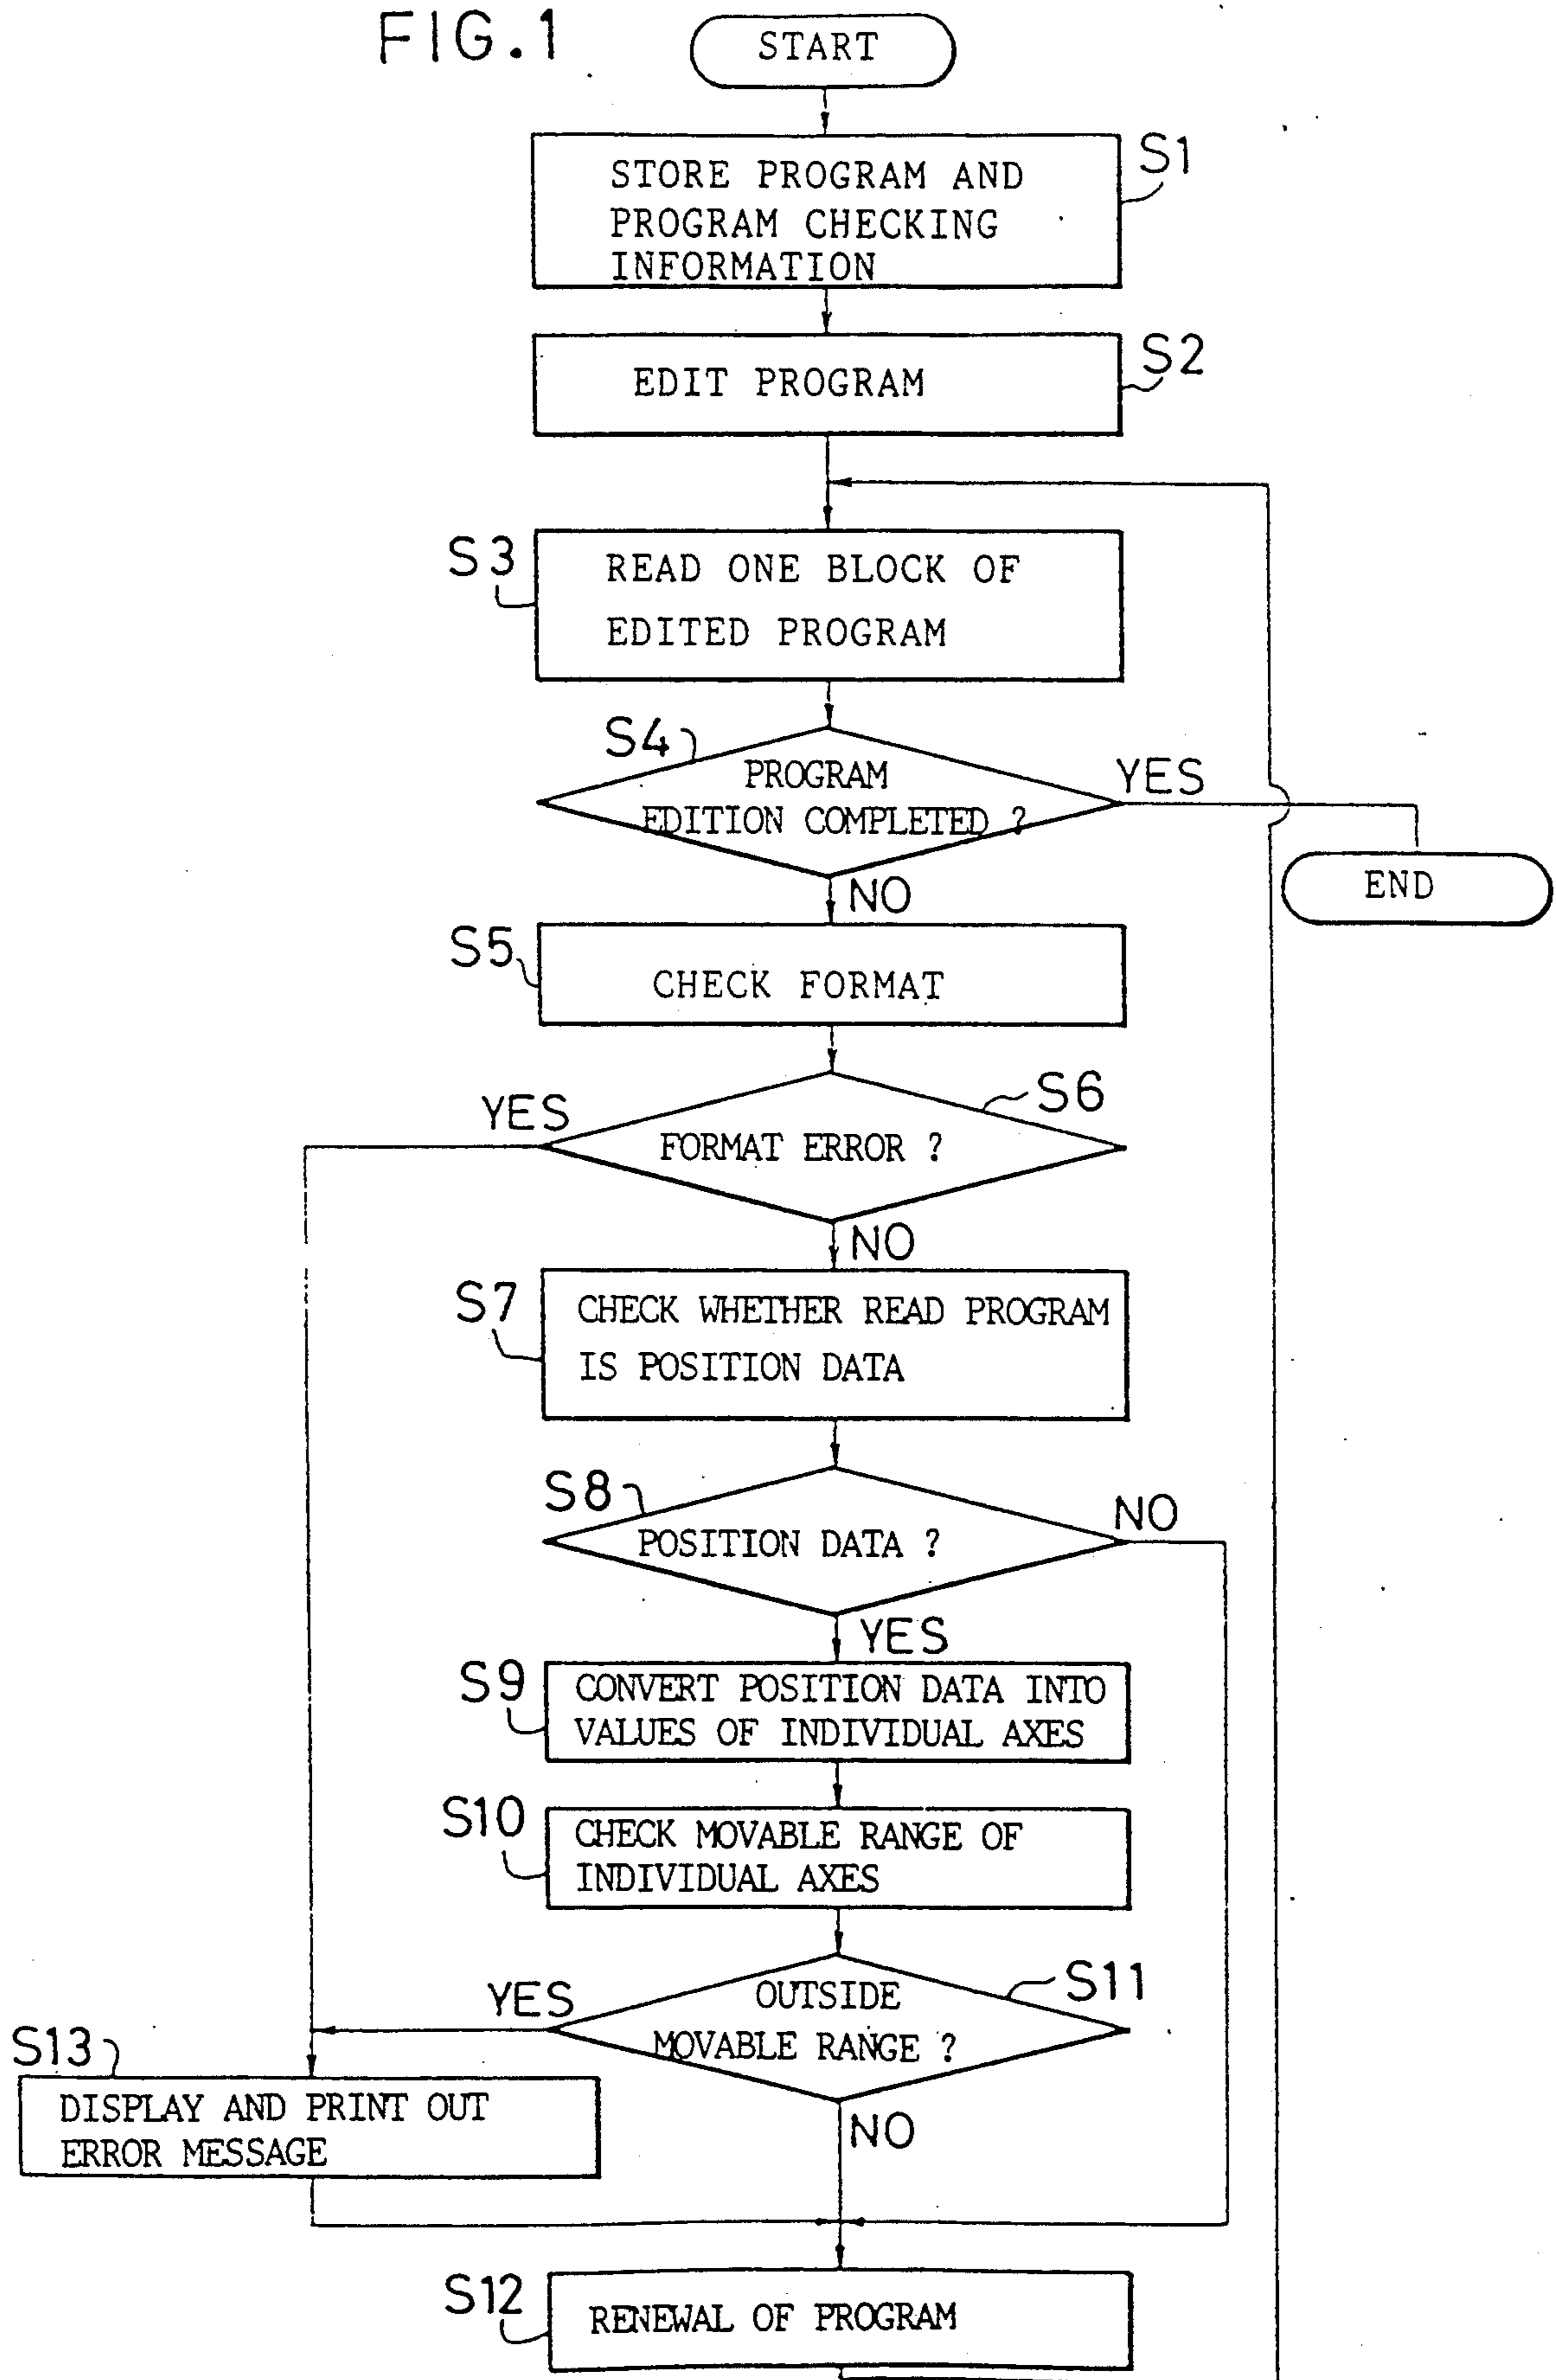 FIG.1
START
S1
STORE PROGRAM AND
PROGRAM CHECKING
INFORMATION
S2
EDIT PROGRAM
S3
READ ONE BLOCK OF
EDITED PROGRAM
S4
PROGRAM
EDITION COMPLETED ?
YES
END
NO
S5
CHECK FORMAT
S6
YES
FORMAT ERROR ?
NO
S7
CHECK WHETHER READ PROGRAM
IS POSITION DATA
S8
NO
POSITION DATA ?
YES
S9
CONVERT POSITION DATA INTO
VALUES OF INDIVIDUAL AXES
S10
CHECK MOVABLE RANGE OF
INDIVIDUAL AXES
S11
YES
OUTSIDE
MOVABLE RANGE ?
S13
DISPLAY AND PRINT OUT
ERROR MESSAGE
NO
S12
RENEWAL OF PROGRAM